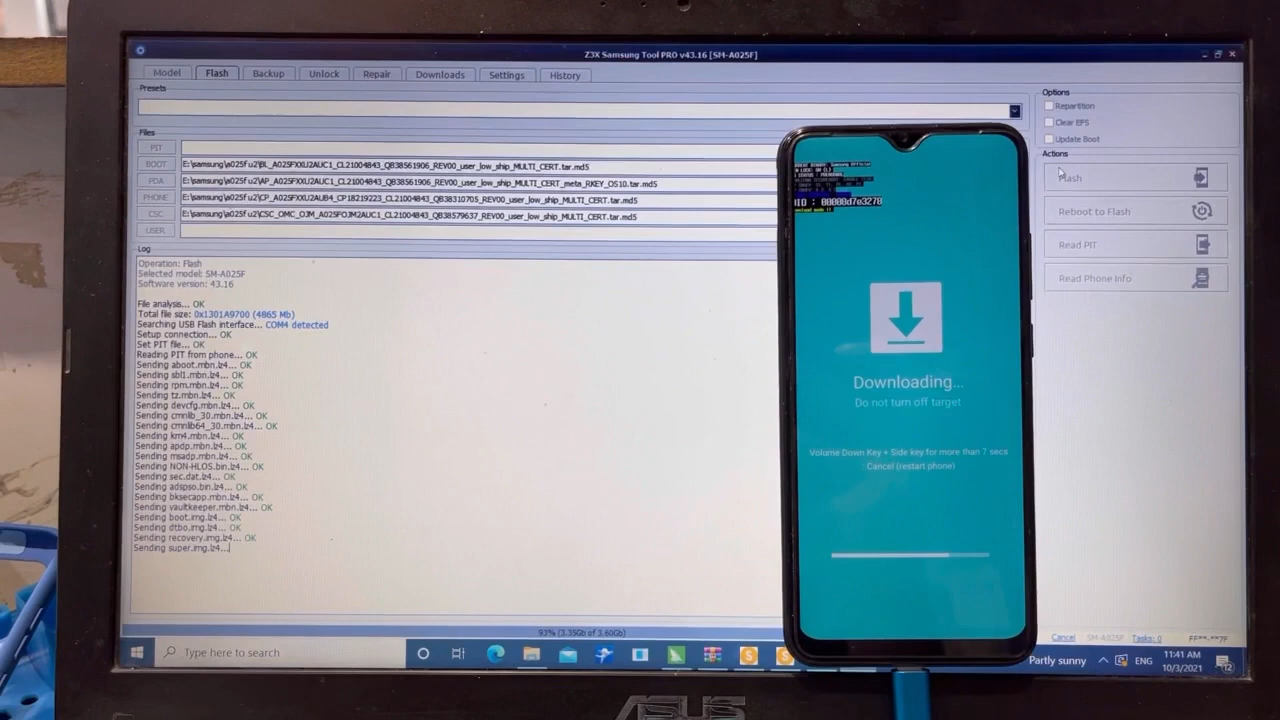 Z3X Samsung Tool PRO v43.16 [SM-A025F]
Model Flash Backup Unlock Repair Downloads Settings History
Presets
Files
PIT
BOOT E:\samsung\a025f u2\BL_A025FXXU2AUC1_CL21004843_QB38561906_REV00_user_low_ship_MULTI_CERT.tar.md5
PDA E:\samsung\a025f u2\AP_A025FXXU2AUC1_CL21004843_QB38561906_REV00_user_low_ship_MULTI_CERT_meta_RKEY_OS10.tar.md5
PHONE E:\samsung\a025f u2\CP_A025FXXU2AUB4_CP18219223_CL18210004_QB38310705_REV00_user_low_ship_MULTI_CERT.tar.md5
CSC E:\samsung\a025f u2\CSC_OMC_OJM_A025FOJM2AUC1_CL21004843_QB38579637_REV00_user_low_ship_MULTI_CERT.tar.md5
USER
Log
Operation: Flash
Selected model: SM-A025F
Software version: 43.16
File analysis... OK
Total file size: 0x1301A9700 (4865 Mb)
Searching USB Flash interface... COM4 detected
Setup connection... OK
Set PIT file... OK
Reading PIT from phone... OK
Sending aboot.mbn.lz4... OK
Sending sbl1.mbn.lz4... OK
Sending rpm.mbn.lz4... OK
Sending tz.mbn.lz4... OK
Sending devcfg.mbn.lz4... OK
Sending cmnlib_30.mbn.lz4... OK
Sending cmnlib64_30.mbn.lz4... OK
Sending km4.mbn.lz4... OK
Sending apdp.mbn.lz4... OK
Sending msadp.mbn.lz4... OK
Sending NON-HLOS.bin.lz4... OK
Sending sec.dat.lz4... OK
Sending adspso.bin.lz4... OK
Sending bksecapp.mbn.lz4... OK
Sending vaultkeeper.mbn.lz4... OK
Sending boot.img.lz4... OK
Sending dtbo.img.lz4... OK
Sending recovery.img.lz4... OK
Sending super.img.lz4...
93% (3.35Gb of 3.60Gb)
Options
Repartition
Clear EFS
Update Boot
Actions
Flash
Reboot to Flash
Read PIT
Read Phone Info
Cancel SM-A025F Tasks: 0 FF**-**7F
Downloading...
Do not turn off target
Volume Down Key + Side key for more than 7 secs
Cancel (restart phone)
Type here to search
Partly sunny ENG
11:41 AM
10/3/2021
12
ASUS